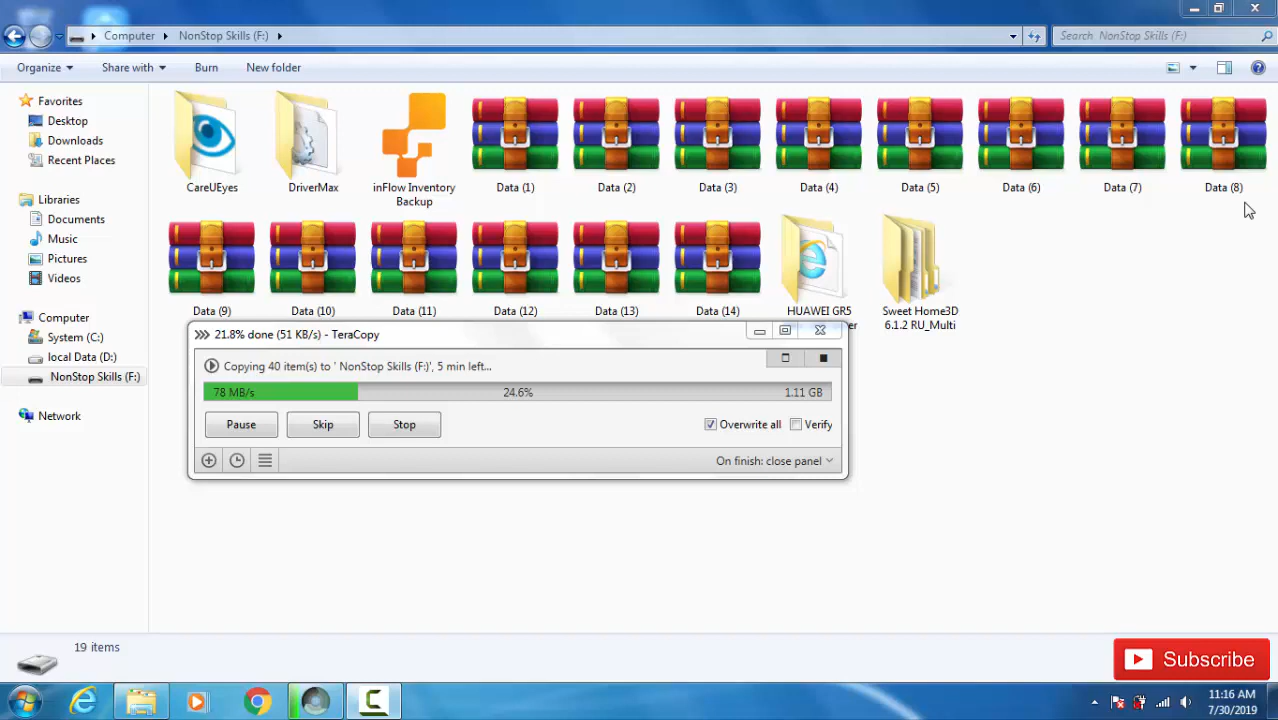 Computer NonStop Skills (F:)
Search NonStop Skills (F:)
Organize Share with Burn New folder
Favorites
Desktop
Downloads
Recent Places
Libraries
Documents
Music
Pictures
Videos
Computer
System (C:)
local Data (D:)
NonStop Skills (F:)
Network
CareUEyes
DriverMax
inFlow Inventory
Backup
Data (1)
Data (2)
Data (3)
Data (4)
Data (5)
Data (6)
Data (7)
Data (8)
Data (9)
Data (10)
Data (11)
Data (12)
Data (13)
Data (14)
HUAWEI GR5
Sweet Home3D
6.1.2 RU_Multi
21.8% done (51 KB/s) - TeraCopy
Copying 40 item(s) to ' NonStop Skills (F:)', 5 min left...
78 MB/s 24.6% 1.11 GB
Pause Skip Stop Overwrite all Verify
On finish: close panel
19 items
Subscribe
11:16 AM
7/30/2019